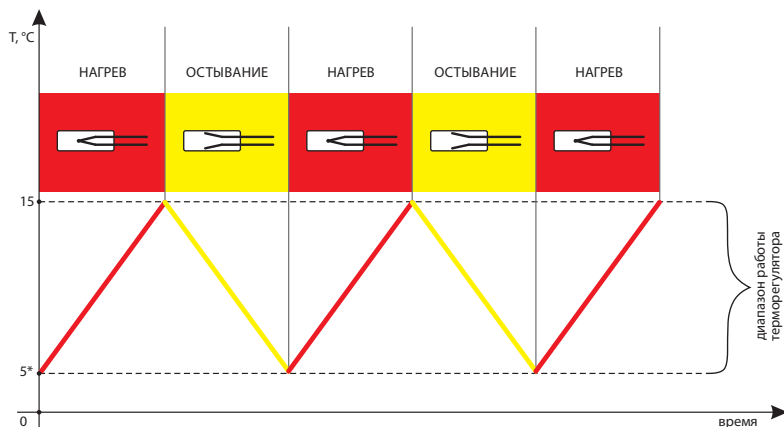 T, °C
НАГРЕВ
ОСТЫВАНИЕ
НАГРЕВ
ОСТЫВАНИЕ
НАГРЕВ
15
5*
0
время
диапазон работы
терморегулятора